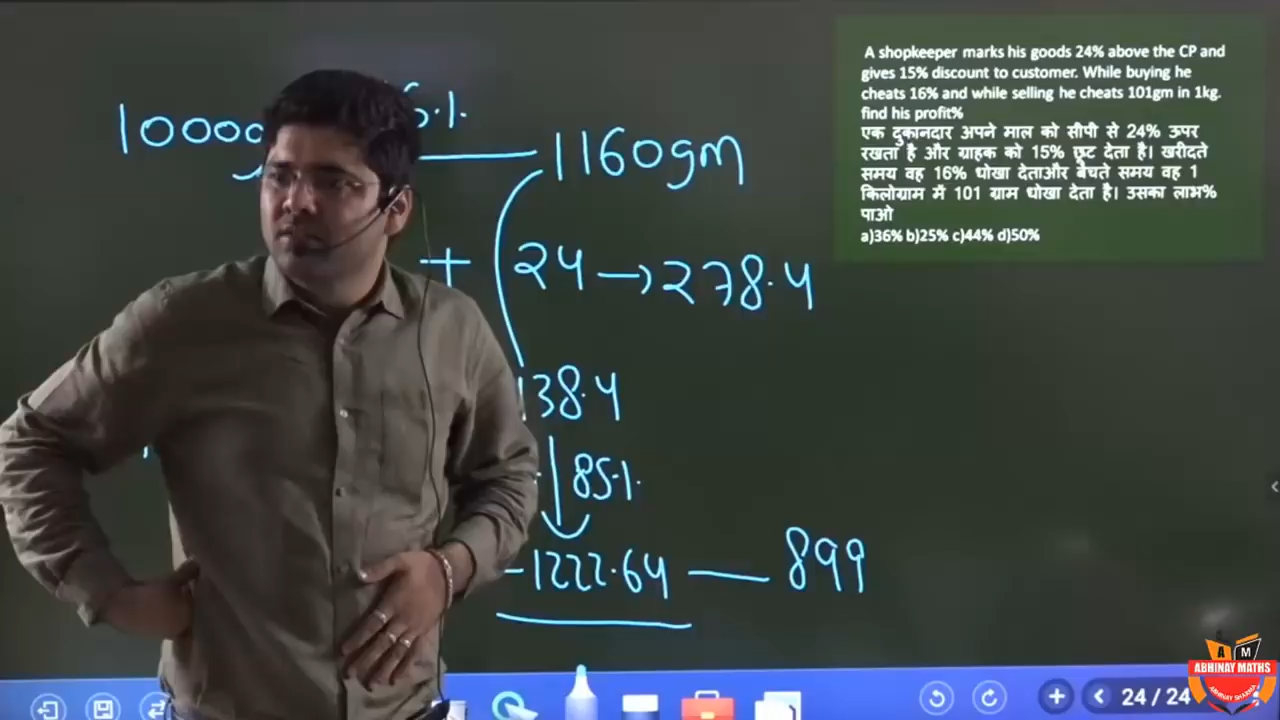 A shopkeeper marks his goods 24% above the CP and
gives 15% discount to customer. While buying he
cheats 16% and while selling he cheats 101gm in 1kg.
find his profit%
एक दुकानदार अपने माल को सीपी से 24% ऊपर
रखता है और ग्राहक को 15% छूट देता है। खरीदते
समय वह 16% धोखा देताऔर बेचते समय वह 1
किलोग्राम में 101 ग्राम धोखा देता है। उसका लाभ%
पाओ
a)36% b)25% c)44% d)50%
1160gm
+ 24 → 278.4
38.4
85%
1222.64 — 899
24 / 24
A M
ABHINAY MATHS
ABHINAY SHARMA